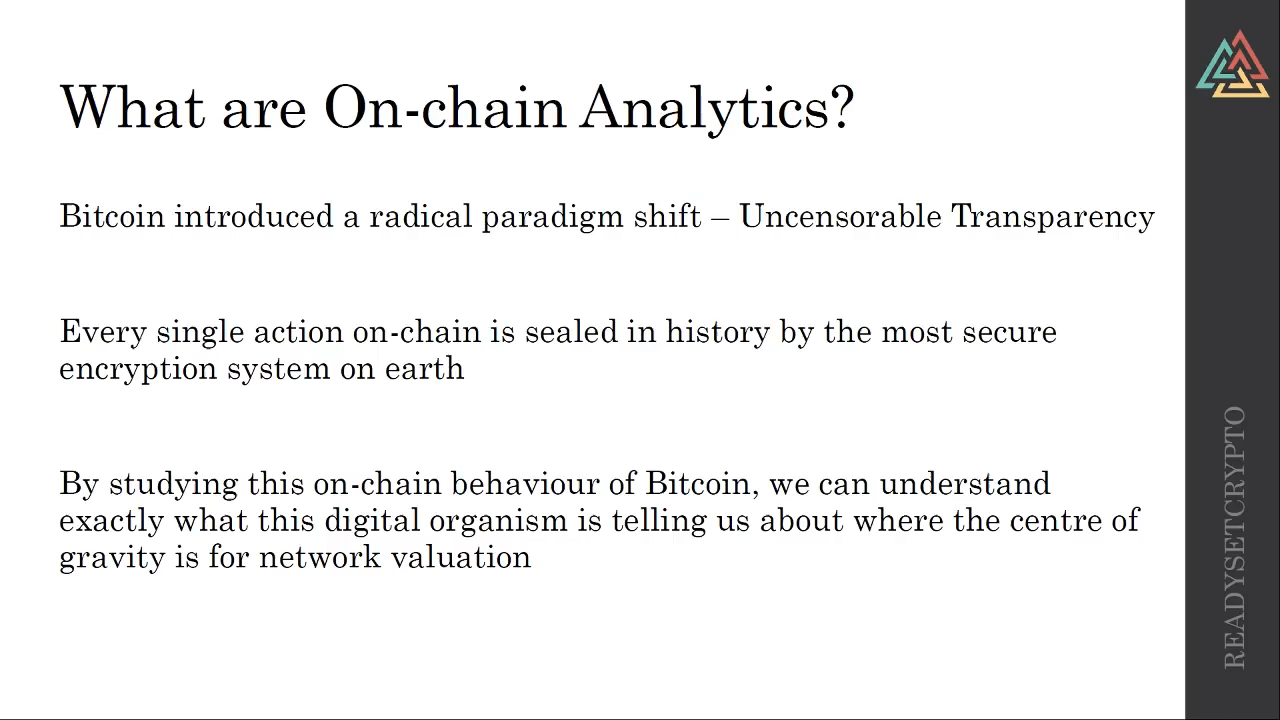 What are On-chain Analytics?
Bitcoin introduced a radical paradigm shift – Uncensorable Transparency
Every single action on-chain is sealed in history by the most secure
encryption system on earth
By studying this on-chain behaviour of Bitcoin, we can understand
exactly what this digital organism is telling us about where the centre of
gravity is for network valuation
READYSETCRYPTO